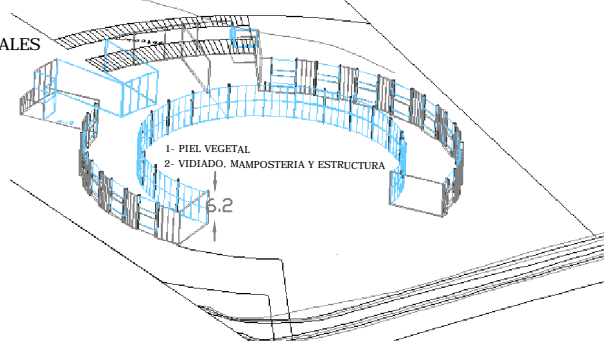 ALES
1- PIEL VEGETAL
2- VIDIADO, MAMPOSTERIA Y ESTRUCTURA
6.2